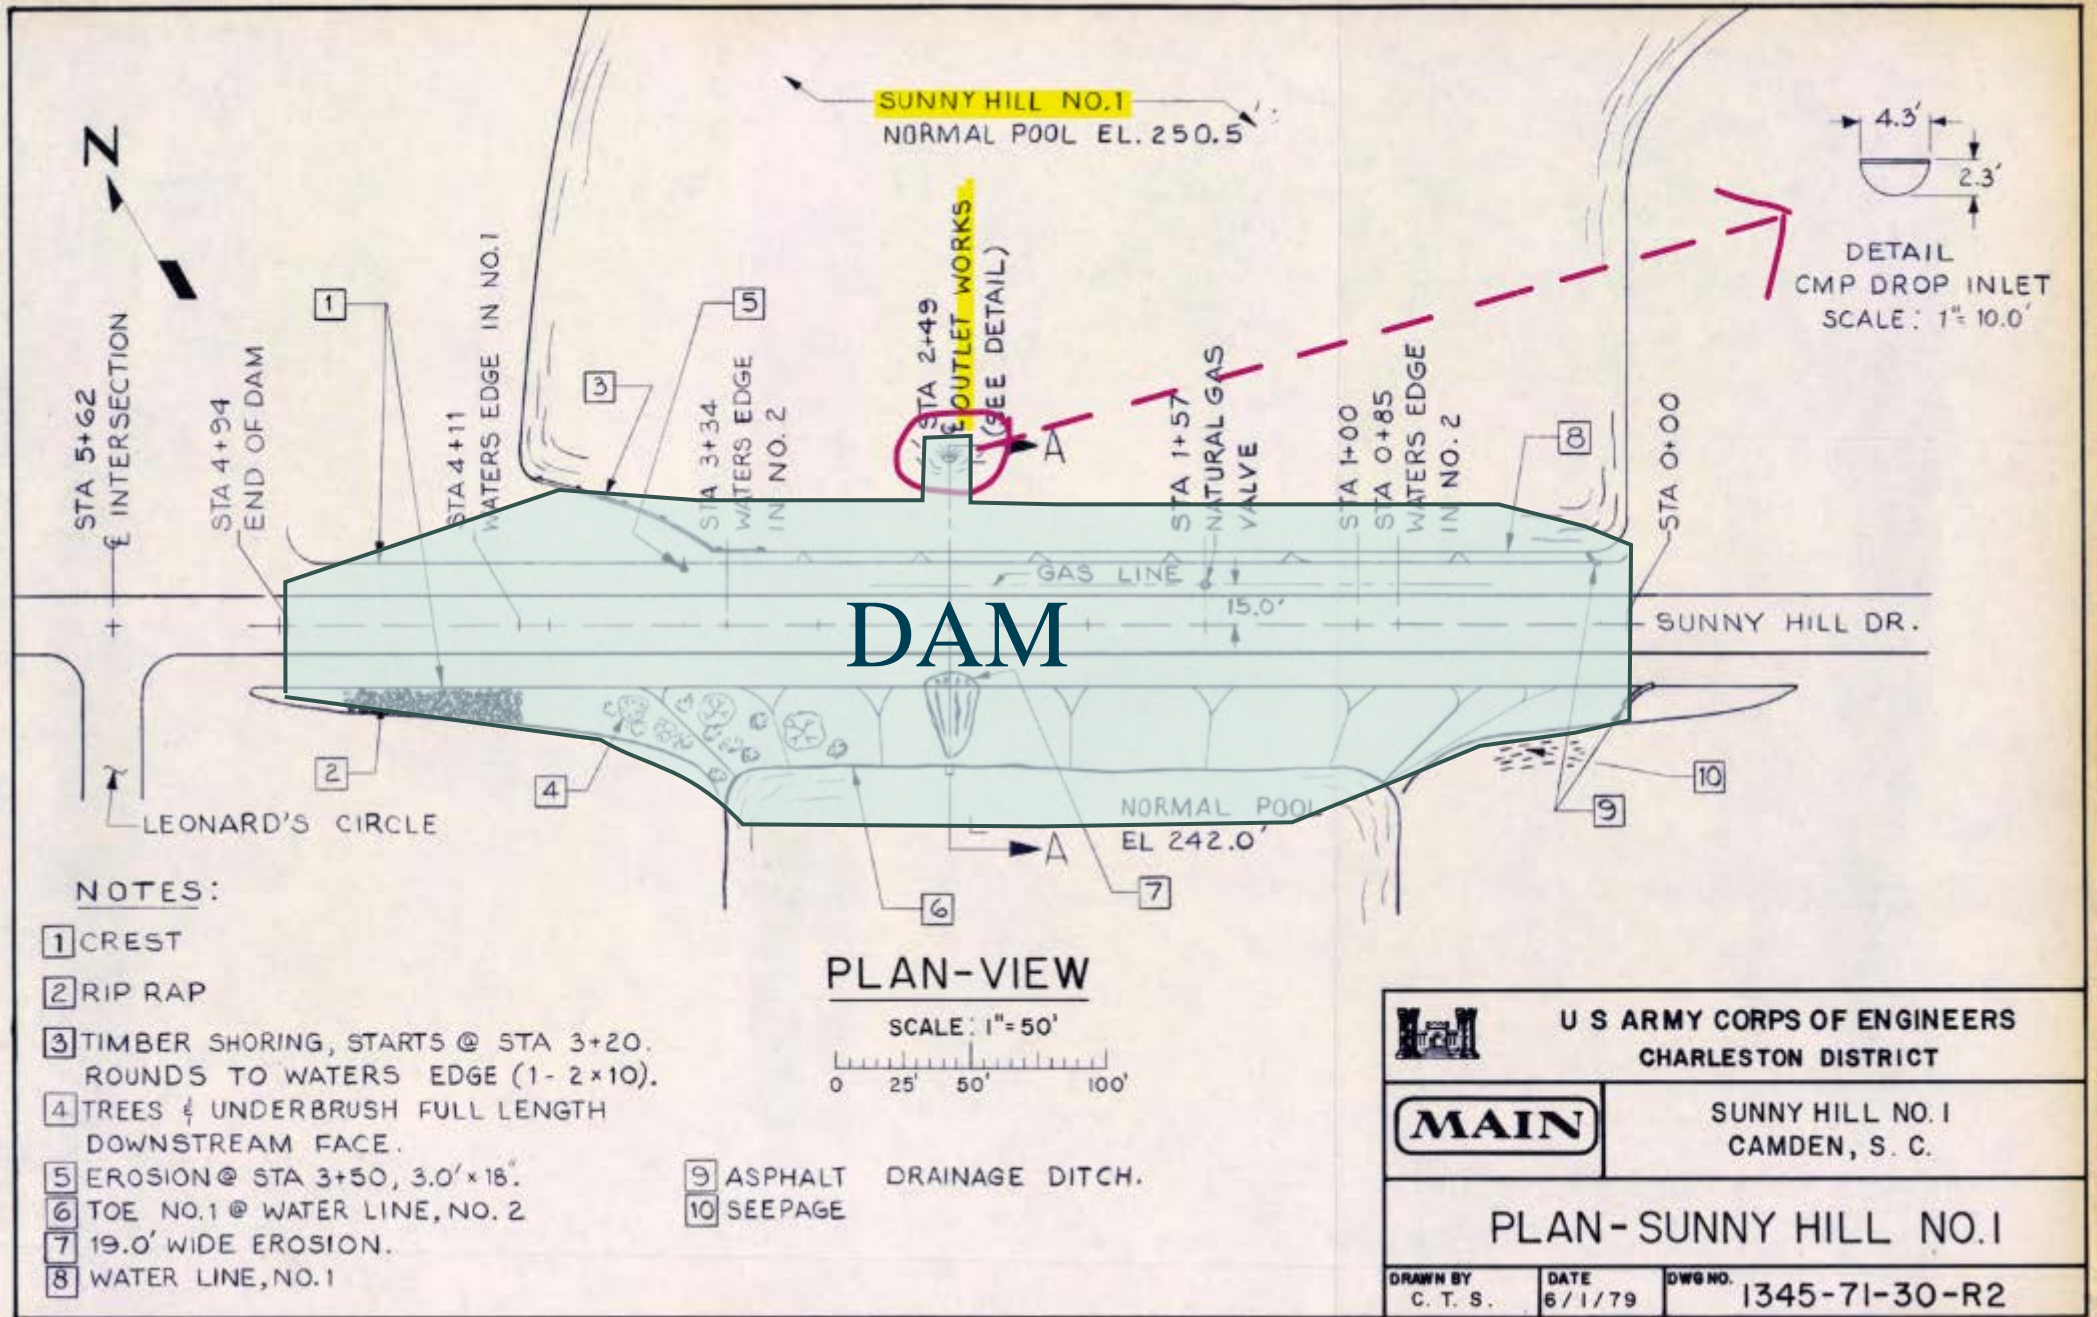 SUNNY HILL NO.1
NORMAL POOL EL. 250.5'
N
4.3'
2.3'
DETAIL
CMP DROP INLET
SCALE: 1"= 10.0'
1
5
3
8
STA 5+62
℄ INTERSECTION
STA 4+94
END OF DAM
STA 4+11
WATERS EDGE IN NO.1
STA 3+34
WATERS EDGE
IN NO. 2
STA 2+49
℄ OUTLET WORKS
(SEE DETAIL)
A
STA 1+57
NATURAL GAS
VALVE
STA 1+00
STA 0+85
WATERS EDGE
IN NO. 2
STA 0+00
GAS LINE
15.0'
DAM
SUNNY HILL DR.
2
4
10
9
LEONARD'S CIRCLE
NORMAL POOL
EL 242.0'
A
6
7
NOTES:
1 CREST
2 RIP RAP
3 TIMBER SHORING, STARTS @ STA 3+20.
ROUNDS TO WATERS EDGE (1- 2×10).
4 TREES & UNDERBRUSH FULL LENGTH
DOWNSTREAM FACE.
5 EROSION @ STA 3+50, 3.0'×18".
6 TOE NO.1 @ WATER LINE, NO. 2
7 19.0' WIDE EROSION.
8 WATER LINE, NO.1
9 ASPHALT DRAINAGE DITCH.
10 SEEPAGE
PLAN-VIEW
SCALE: 1"=50'
0 25' 50' 100'
U S ARMY CORPS OF ENGINEERS
CHARLESTON DISTRICT
MAIN
SUNNY HILL NO. 1
CAMDEN, S. C.
PLAN-SUNNY HILL NO.1
DRAWN BY
C. T. S.
DATE
6/1/79
DWG NO.
1345-71-30-R2